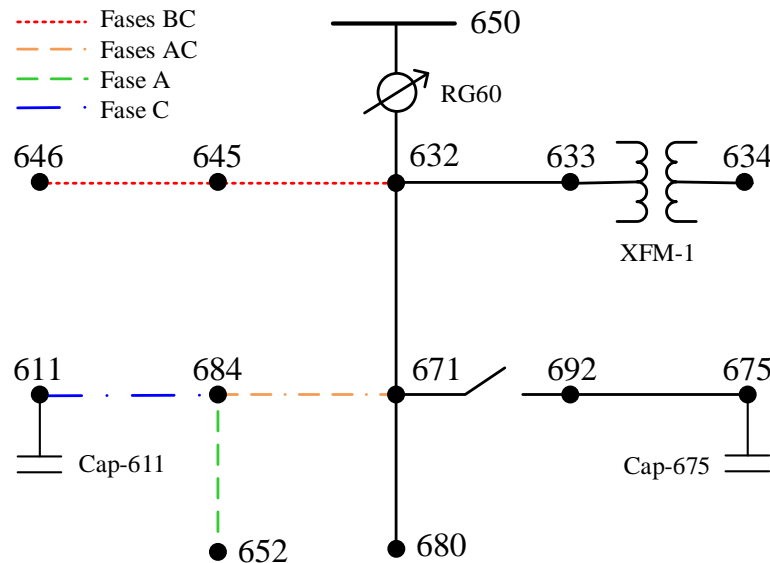 Fases BC
Fases AC
Fase A
Fase C
650
RG60
646
645
632
633
634
XFM-1
611
684
671
692
675
Cap-611
Cap-675
652
680